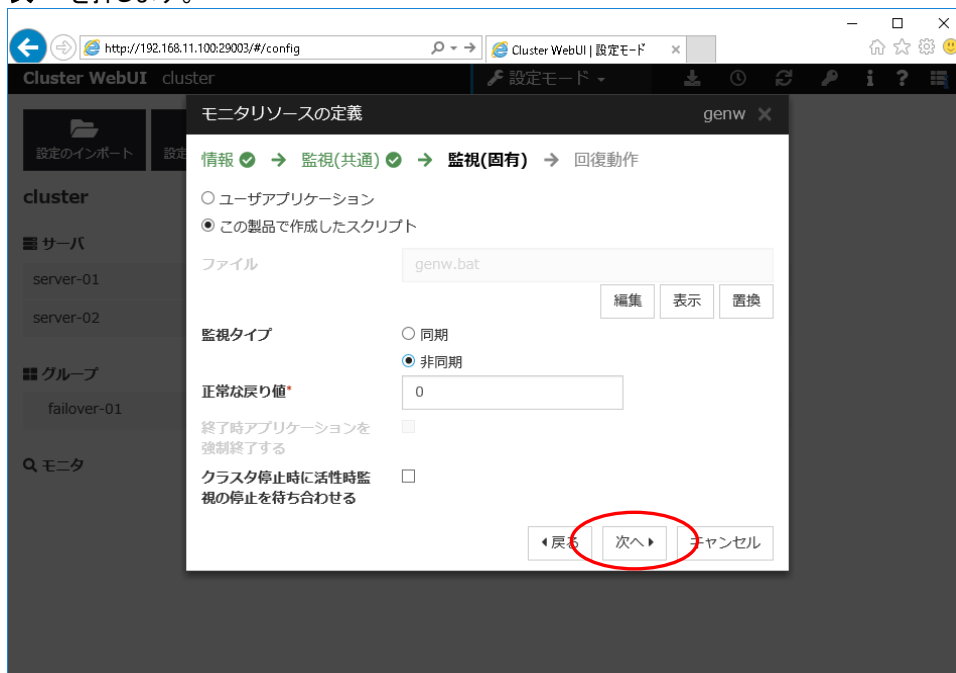 を押します。
http://192.168.11.100:29003/#/config
Cluster WebUI | 設定モード
Cluster WebUI cluster
設定モード
設定のインポート
cluster
サーバ
server-01
server-02
グループ
failover-01
モニタ
モニタリソースの定義 genw
情報 → 監視(共通) → 監視(固有) → 回復動作
ユーザアプリケーション
この製品で作成したスクリプト
ファイル genw.bat
編集 表示 置換
監視タイプ 同期
非同期
正常な戻り値* 0
終了時アプリケーションを
強制終了する
クラスタ停止時に活性時監
視の停止を待ち合わせる
戻る 次へ キャンセル